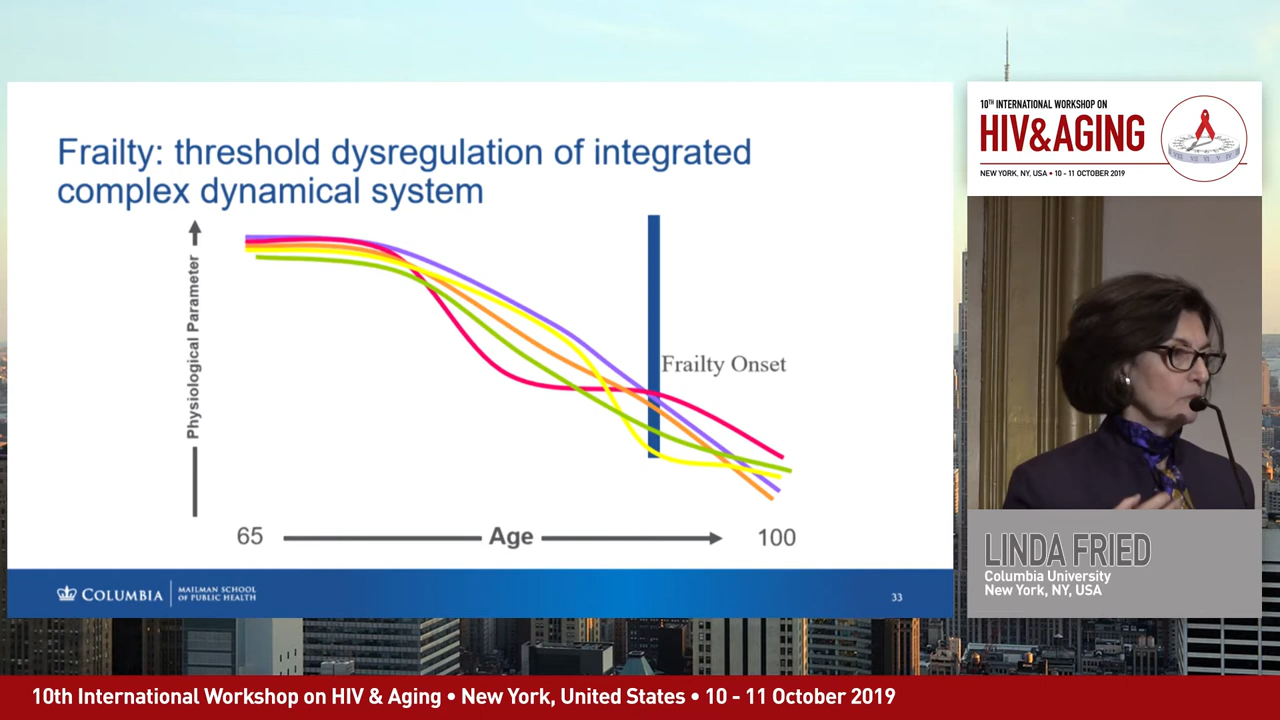 Frailty: threshold dysregulation of integrated
complex dynamical system
Physiological Parameter
Frailty Onset
65
Age
100
COLUMBIA
MAILMAN SCHOOL
OF PUBLIC HEALTH
33
10TH INTERNATIONAL WORKSHOP ON
HIV&AGING
NEW YORK, NY, USA • 10 - 11 OCTOBER 2019
LINDA FRIED
Columbia University
New York, NY, USA
10th International Workshop on HIV & Aging • New York, United States • 10 - 11 October 2019